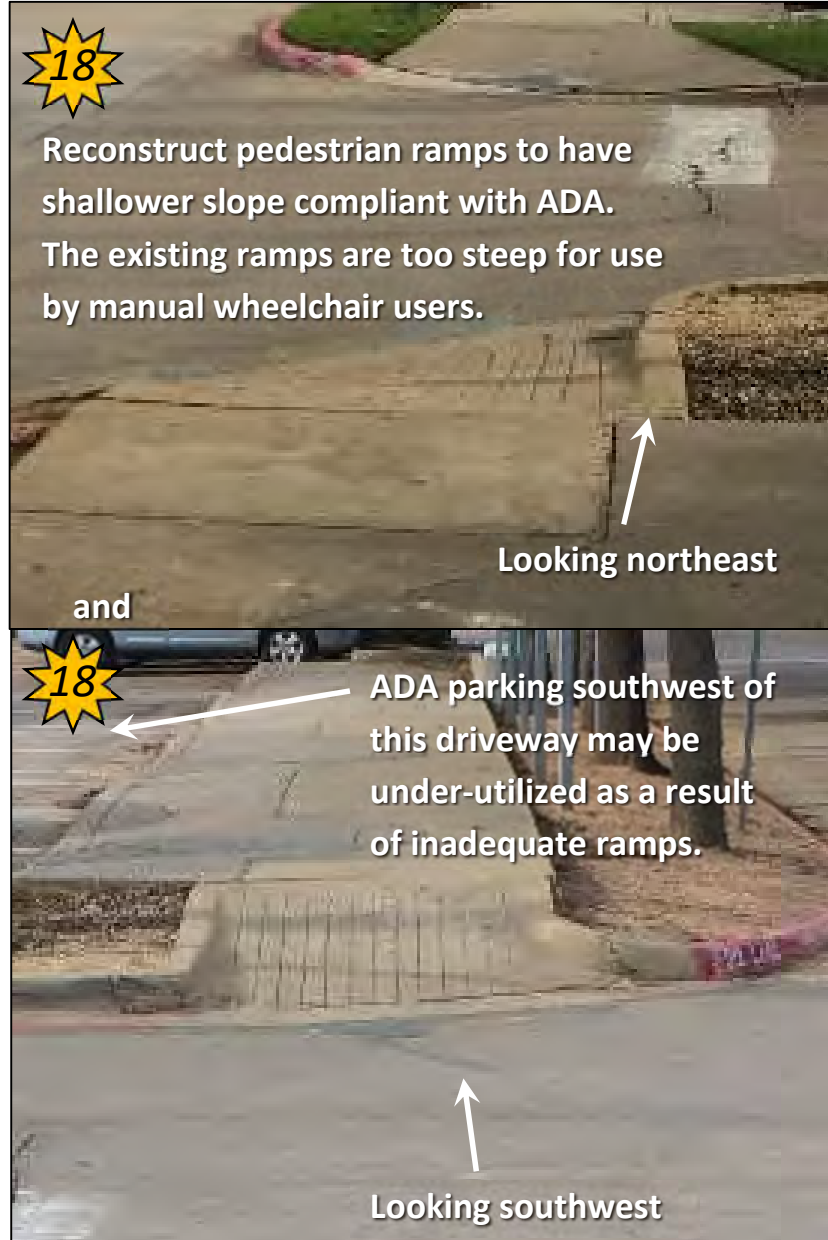 18
Reconstruct pedestrian ramps to have
shallower slope compliant with ADA.
The existing ramps are too steep for use
by manual wheelchair users.
Looking northeast
and
18
ADA parking southwest of
this driveway may be
under-utilized as a result
of inadequate ramps.
Looking southwest